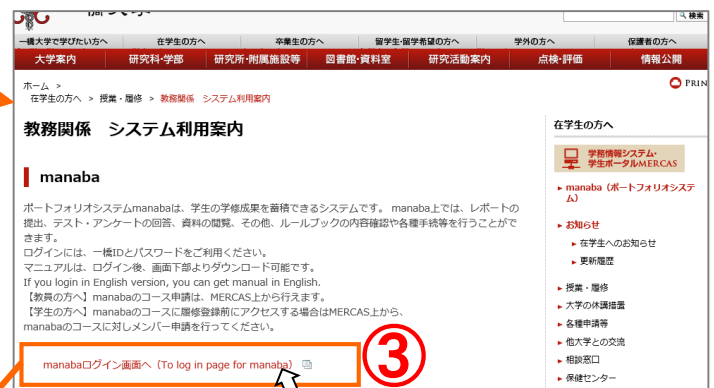 検索
一橋大学で学びたい方へ 在学生の方へ 卒業生の方へ 留学生・留学希望の方へ 学外の方へ 保護者の方へ
大学案内 研究科・学部 研究所・附属施設等 図書館・資料室 研究活動案内 点検・評価 情報公開
ホーム >
在学生の方へ > 授業・履修 > 教務関係 システム利用案内
PRIN
教務関係 システム利用案内
manaba
ポートフォリオシステムmanabaは、学生の学修成果を蓄積できるシステムです。 manaba上では、レポートの
提出、テスト・アンケートの回答、資料の閲覧、その他、ルールブックの内容確認や各種手続等を行うことがで
きます。
ログインには、一橋IDとパスワードをご利用ください。
マニュアルは、ログイン後、画面下部よりダウンロード可能です。
If you login in English version, you can get manual in English.
【教員の方へ】manabaのコース申請は、MERCAS上から行えます。
【学生の方へ】manabaのコースに履修登録前にアクセスする場合はMERCAS上から、
manabaのコースに対しメンバー申請を行ってください。
manabaログイン画面へ（To log in page for manaba）
③
在学生の方へ
学務情報システム・
学生ポータルMERCAS
manaba（ポートフォリオシステ
ム）
お知らせ
在学生へのお知らせ
更新履歴
授業・履修
大学の休講措置
各種申請等
他大学との交流
相談窓口
保健センター